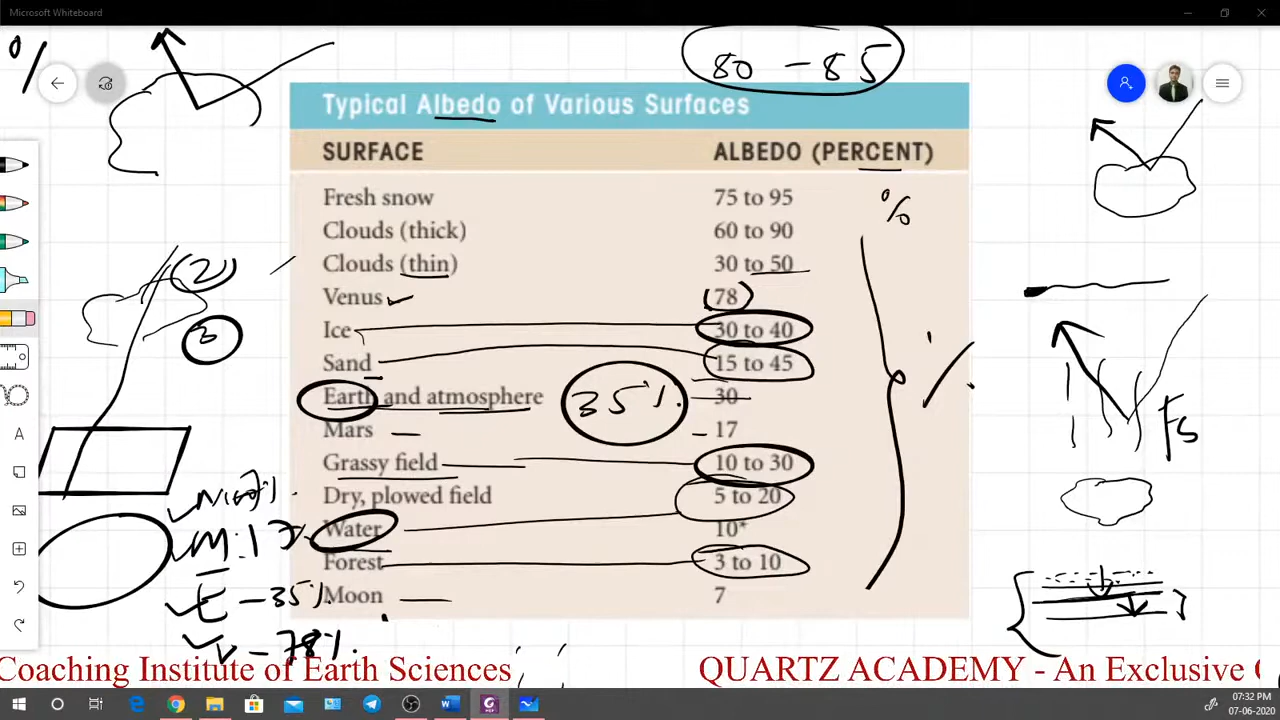 Microsoft Whiteboard
%
80 - 85
Typical Albedo of Various Surfaces
SURFACE ALBEDO (PERCENT)
Fresh snow 75 to 95
%
Clouds (thick) 60 to 90
Clouds (thin) 30 to 50
(2)
Venus 78
Ice 30 to 40
3
Sand 15 to 45
%
Earth and atmosphere 35% 30
Mars 17
FS
A
Grassy field 10 to 30
Dry, plowed field 5 to 20
Water 10*
M:17
Forest 3 to 10
E - 35%
Moon 7
V - 78%
Coaching Institute of Earth Sciences QUARTZ ACADEMY - An Exclusive
07:32 PM
07-06-2020